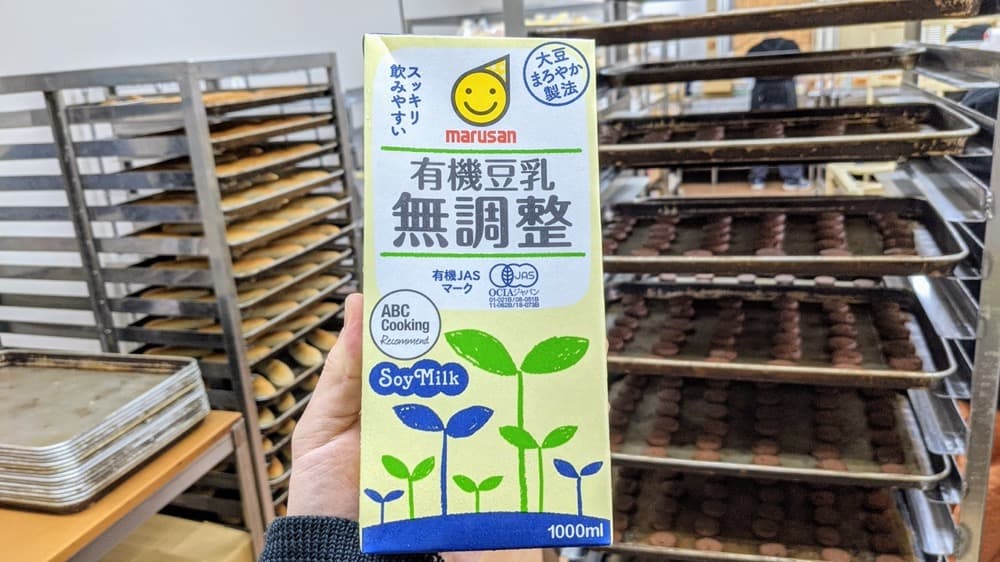 スッキリ
飲みやすい
大豆
まろやか
製法
marusan
有機豆乳
無調整
有機JAS
マーク
JAS
OCIAジャパン
ABC
Cooking
Recommend
Soy Milk
1000ml